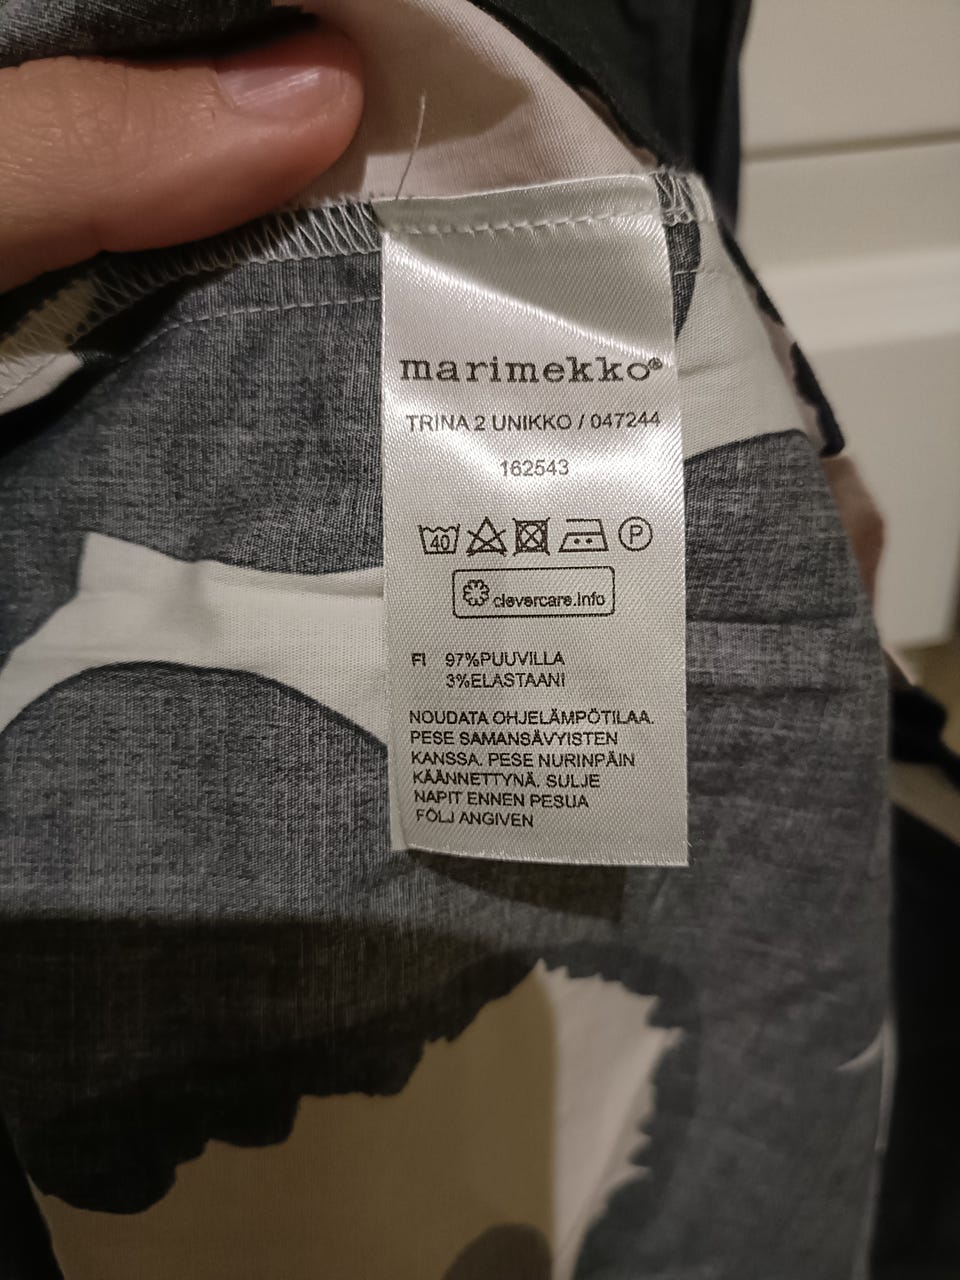 marimekko®
TRINA 2 UNIKKO / 047244
162543
40 P
clevercare.info
FI 97%PUUVILLA
3%ELASTAANI
NOUDATA OHJELÄMPÖTILAA.
PESE SAMANSÄVYISTEN
KANSSA. PESE NURINPÄIN
KÄÄNNETTYNÄ. SULJE
NAPIT ENNEN PESUA
FÖLJ ANGIVEN